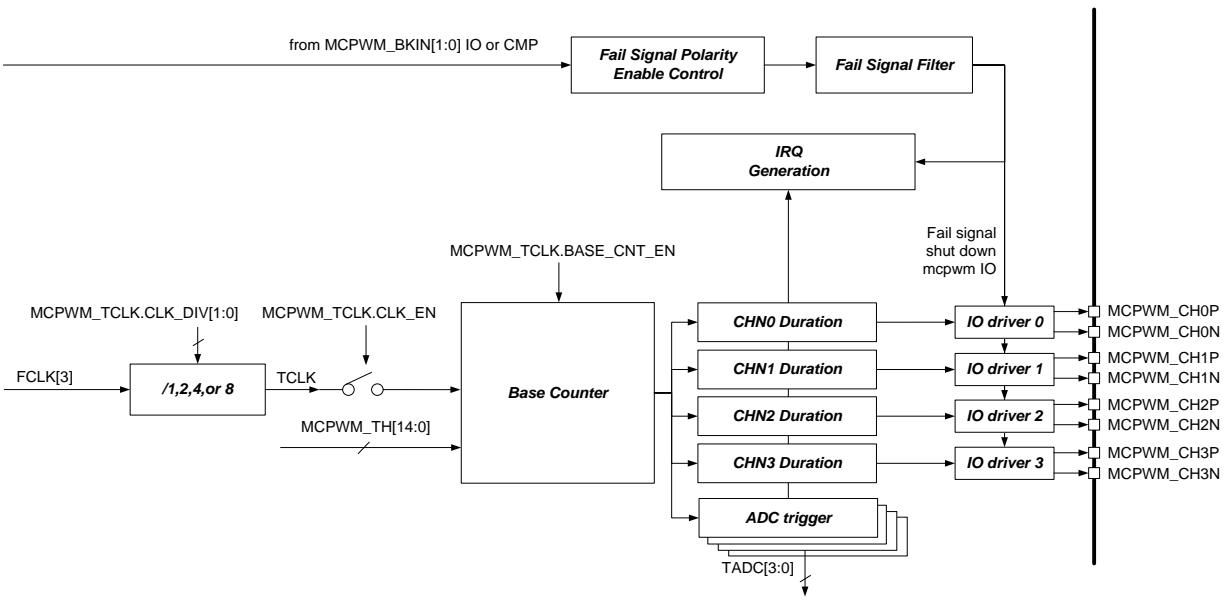 from MCPWM_BKIN[1:0] IO or CMP
Fail Signal Polarity
Enable Control
Fail Signal Filter
IRQ
Generation
Fail signal
shut down
mcpwm IO
MCPWM_TCLK.BASE_CNT_EN
MCPWM_TCLK.CLK_DIV[1:0]
MCPWM_TCLK.CLK_EN
FCLK[3]
/1,2,4,or 8
TCLK
MCPWM_TH[14:0]
Base Counter
CHN0 Duration
IO driver 0
MCPWM_CH0P
MCPWM_CH0N
CHN1 Duration
IO driver 1
MCPWM_CH1P
MCPWM_CH1N
CHN2 Duration
IO driver 2
MCPWM_CH2P
MCPWM_CH2N
CHN3 Duration
IO driver 3
MCPWM_CH3P
MCPWM_CH3N
ADC trigger
TADC[3:0]